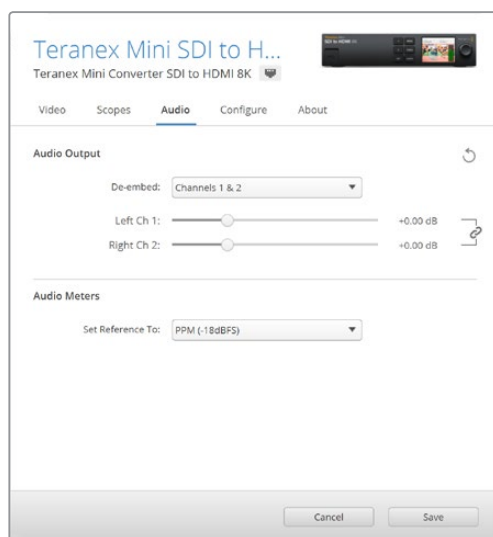 Teranex Mini SDI to H...
Teranex Mini Converter SDI to HDMI 8K
Video Scopes Audio Configure About
Audio Output
De-embed: Channels 1 & 2
Left Ch 1: +0.00 dB
Right Ch 2: +0.00 dB
Audio Meters
Set Reference To: PPM (-18dBFS)
Cancel Save